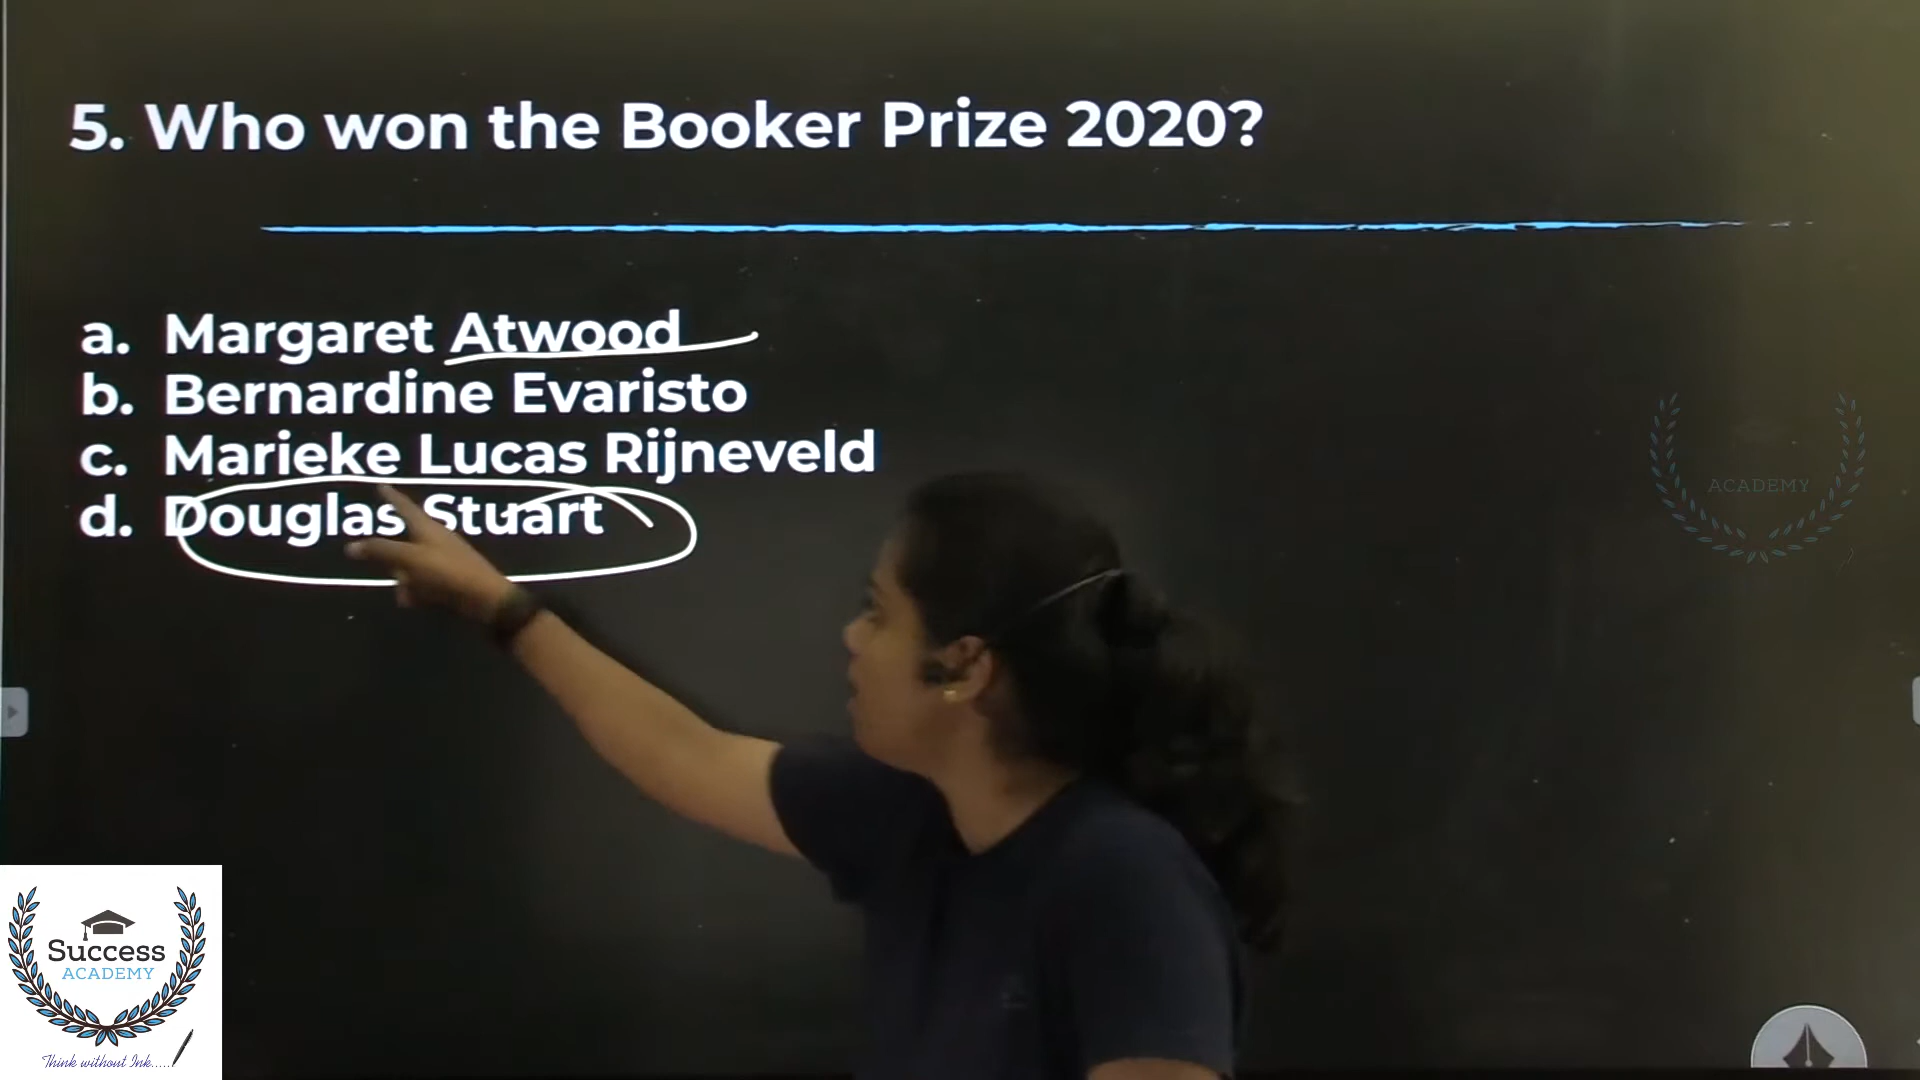 5. Who won the Booker Prize 2020?
a. Margaret Atwood
b. Bernardine Evaristo
c. Marieke Lucas Rijneveld
d. Douglas Stuart
ACADEMY
Success
ACADEMY
Think without Ink......